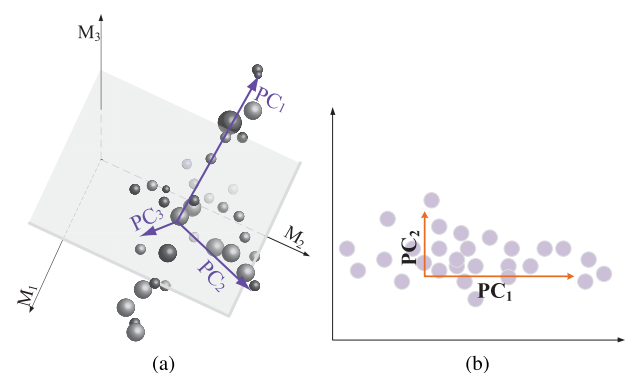 M₃
PC₁
PC₃
M₂
PC₂
M₁
(a)
PC₂
PC₁
(b)